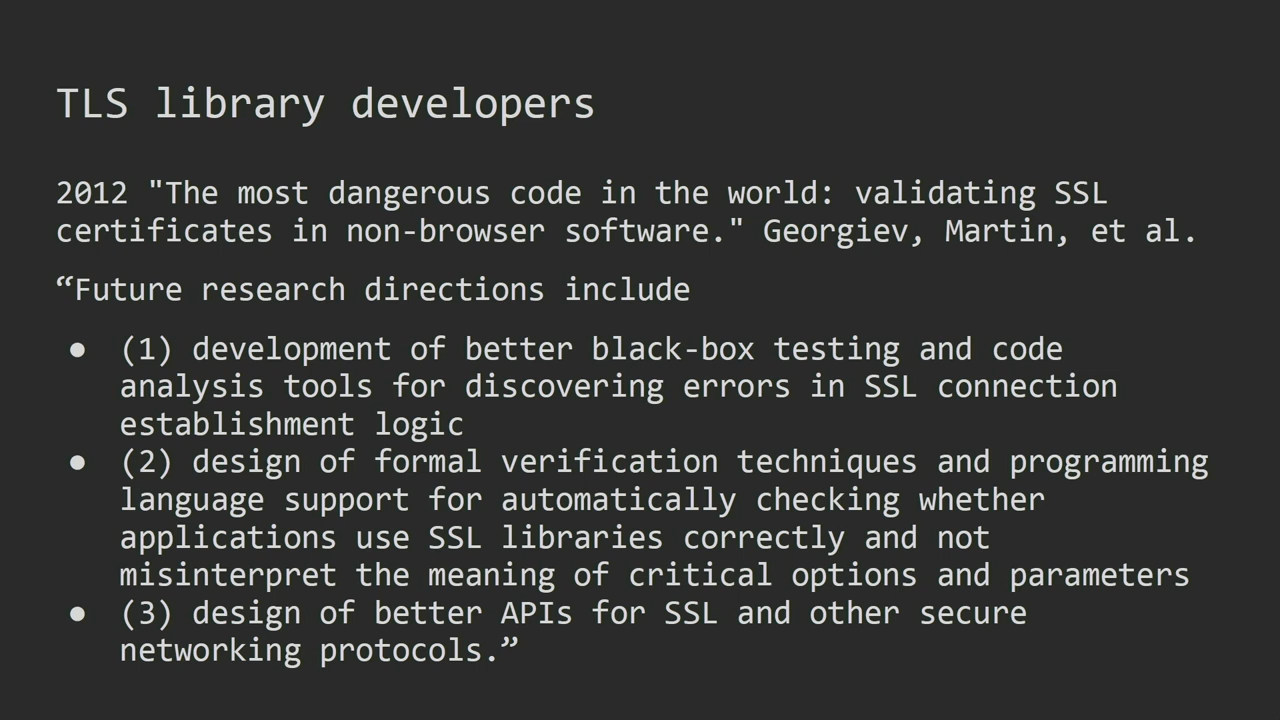 TLS library developers
2012 "The most dangerous code in the world: validating SSL
certificates in non-browser software." Georgiev, Martin, et al.
“Future research directions include
● (1) development of better black-box testing and code
analysis tools for discovering errors in SSL connection
establishment logic
● (2) design of formal verification techniques and programming
language support for automatically checking whether
applications use SSL libraries correctly and not
misinterpret the meaning of critical options and parameters
● (3) design of better APIs for SSL and other secure
networking protocols.”